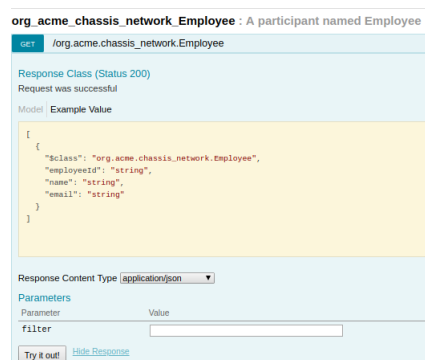 org_acme_chassis_network_Employee : A participant named Employee
GET /org.acme.chassis_network.Employee
Response Class (Status 200)
Request was successful
Model Example Value
[
{
"$class": "org.acme.chassis_network.Employee",
"employeeId": "string",
"name": "string",
"email": "string"
}
]
Response Content Type application/json
Parameters
Parameter Value
filter
Try it out! Hide Response